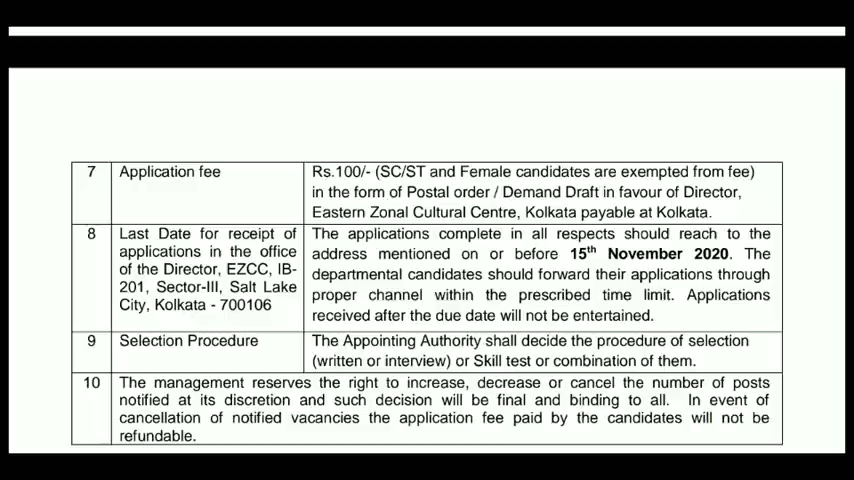 7 Application fee Rs.100/- (SC/ST and Female candidates are exempted from fee)
in the form of Postal order / Demand Draft in favour of Director,
Eastern Zonal Cultural Centre, Kolkata payable at Kolkata.
8 Last Date for receipt of
applications in the office
of the Director, EZCC, IB-
201, Sector-III, Salt Lake
City, Kolkata - 700106
The applications complete in all respects should reach to the
address mentioned on or before 15th November 2020. The
departmental candidates should forward their applications through
proper channel within the prescribed time limit. Applications
received after the due date will not be entertained.
9 Selection Procedure The Appointing Authority shall decide the procedure of selection
(written or interview) or Skill test or combination of them.
10 The management reserves the right to increase, decrease or cancel the number of posts
notified at its discretion and such decision will be final and binding to all. In event of
cancellation of notified vacancies the application fee paid by the candidates will not be
refundable.